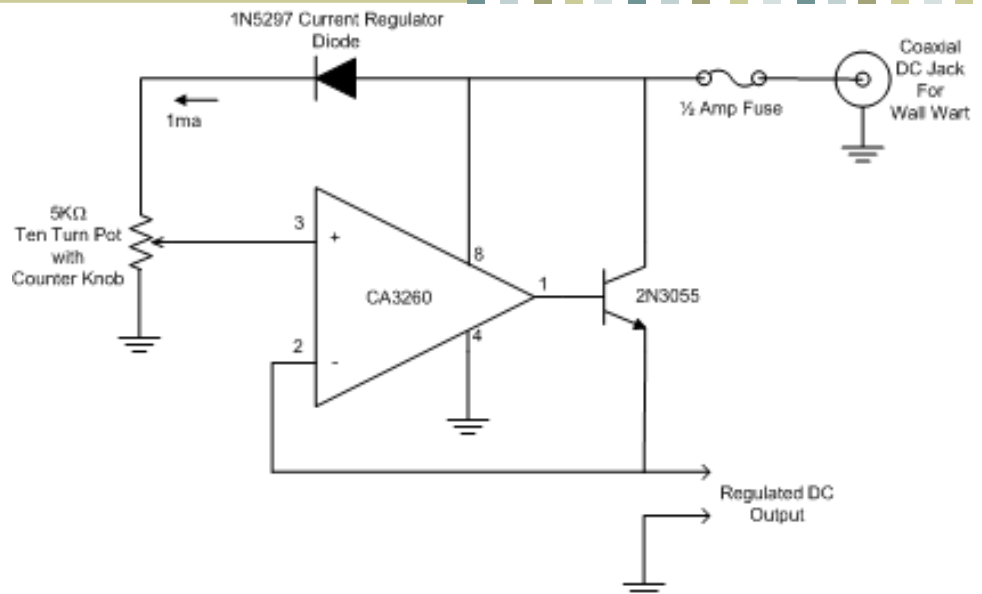 1N5297 Current Regulator
Diode
Coaxial
DC Jack
For
Wall Wart
½ Amp Fuse
1ma
5KΩ
Ten Turn Pot
with
Counter Knob
3
+
8
CA3260
1
2N3055
2
-
4
Regulated DC
Output